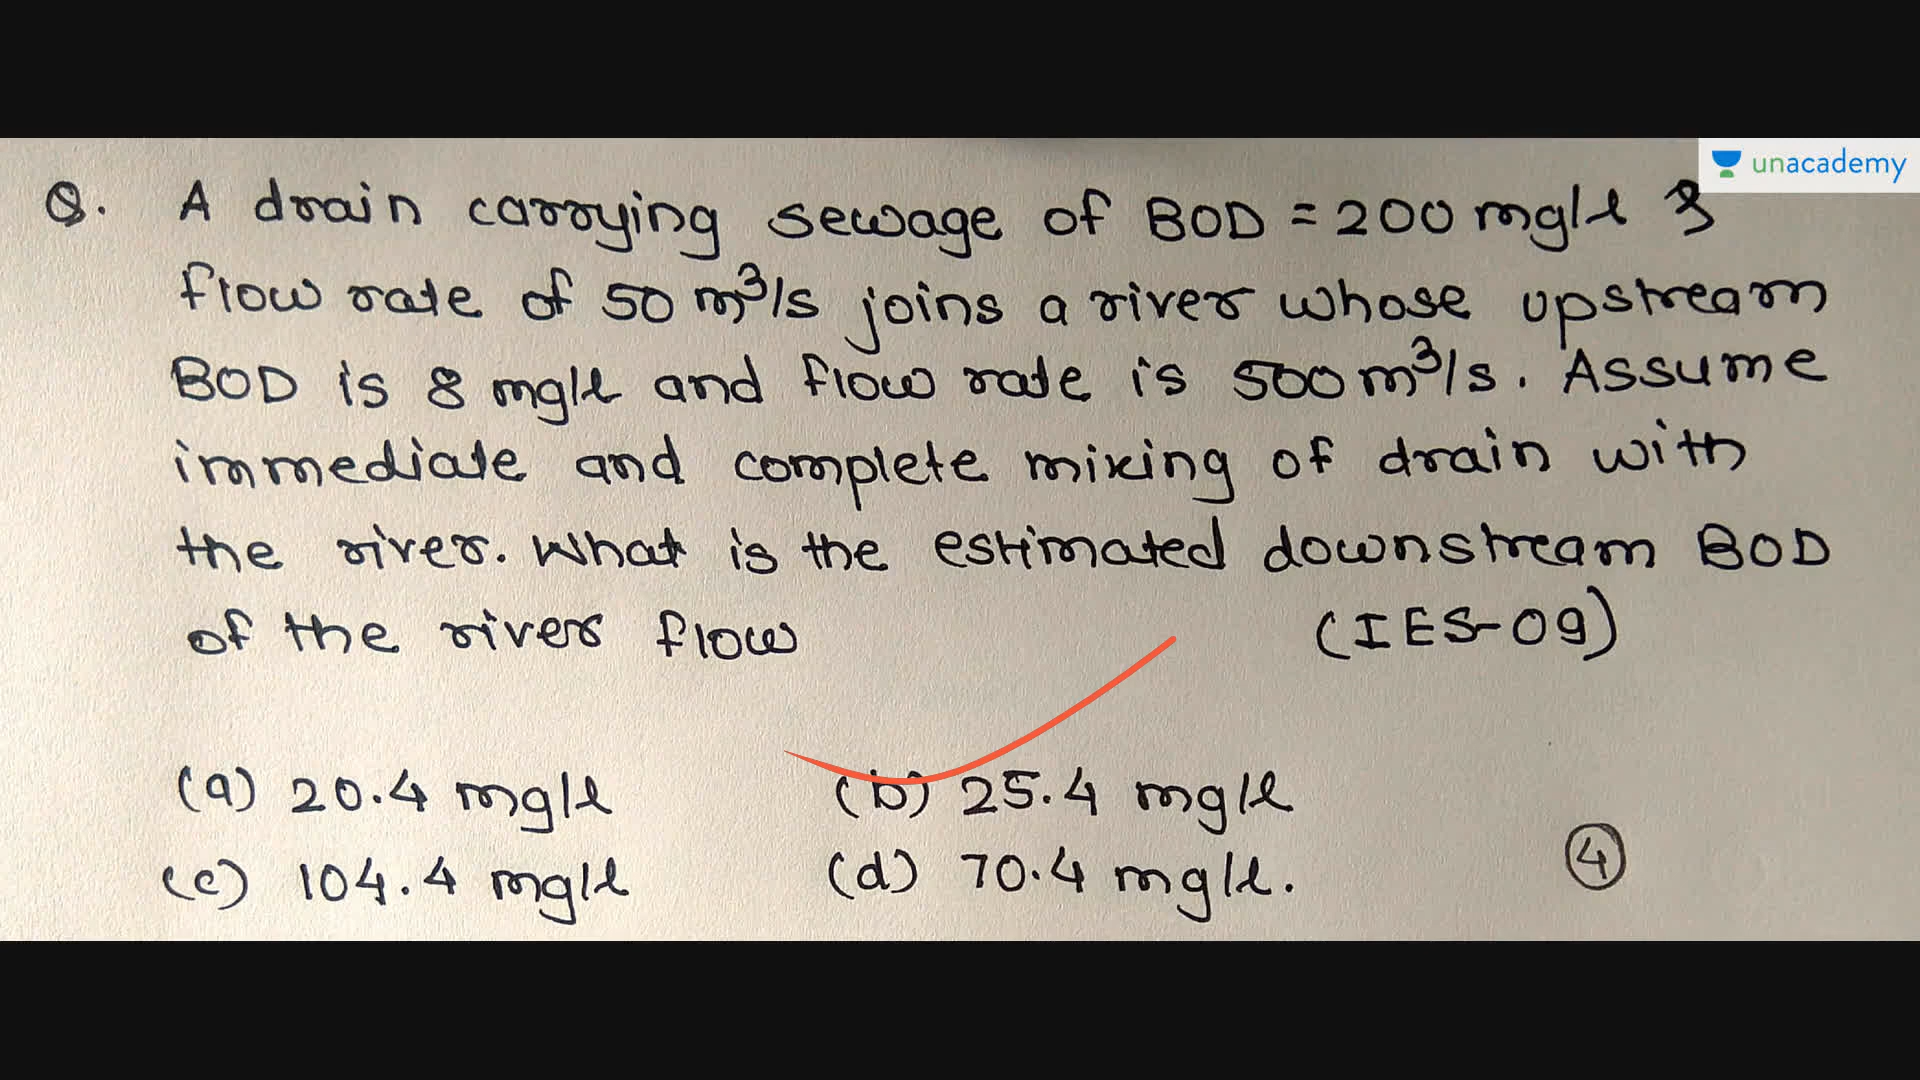 unacademy
Q. A drain carrying sewage of BOD = 200 mg/l &
flow rate of 50 m³/s joins a river whose upstream
BOD is 8 mg/l and flow rate is 500 m³/s. Assume
immediate and complete mixing of drain with
the river. What is the estimated downstream BOD
of the river flow (IES-09)
(a) 20.4 mg/l (b) 25.4 mg/l
(c) 104.4 mg/l (d) 70.4 mg/l.
4